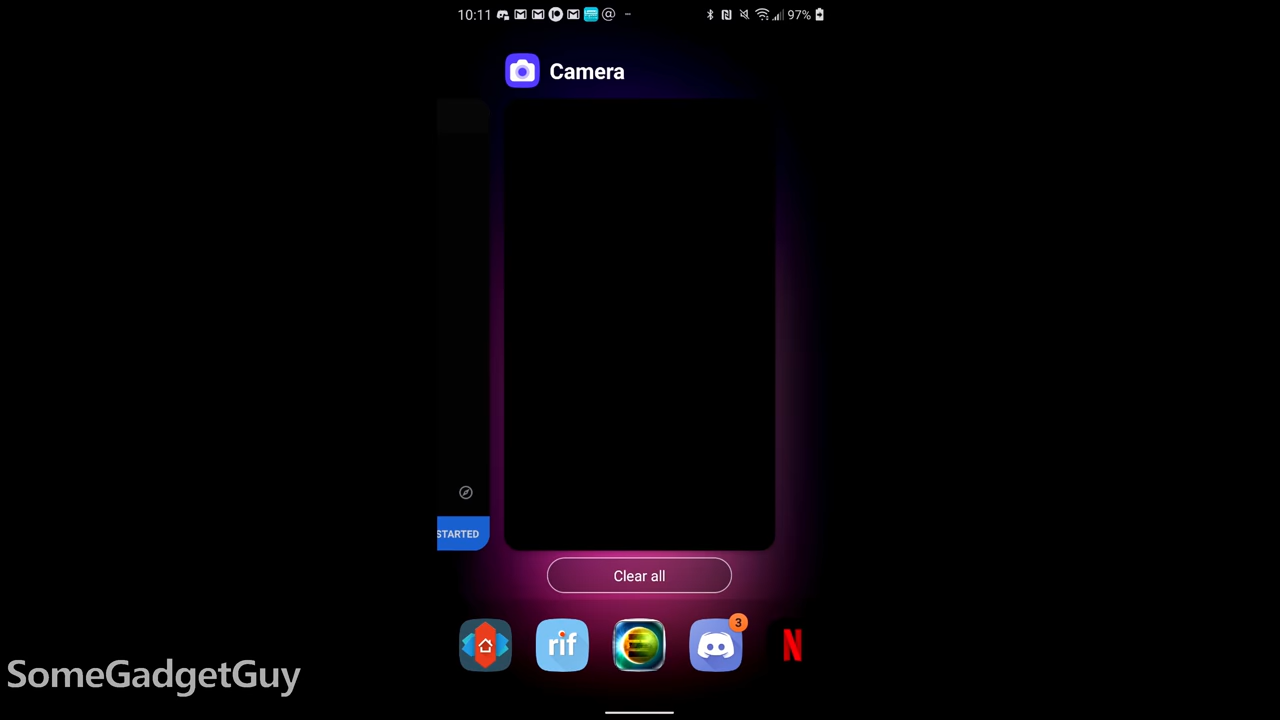 10:11
97%
Camera
STARTED
Clear all
rif
3
N
SomeGadgetGuy